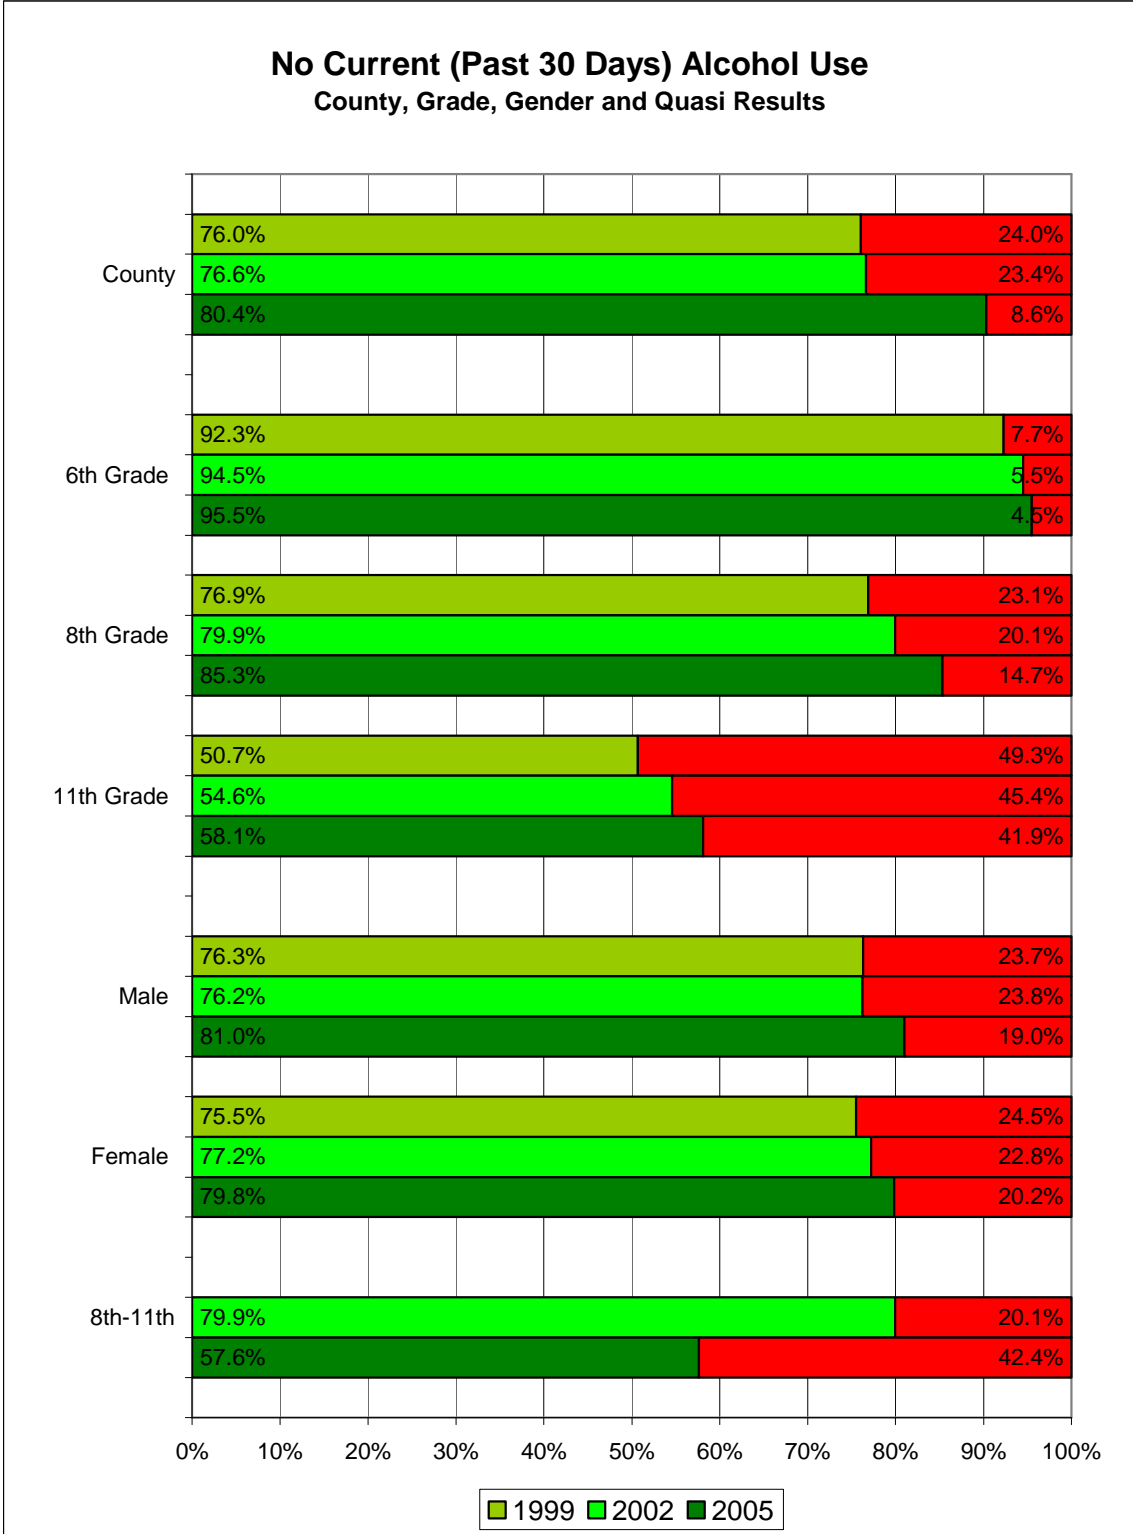 No Current (Past 30 Days) Alcohol Use
County, Grade, Gender and Quasi Results
76.0% 24.0%
County 76.6% 23.4%
80.4% 8.6%
92.3% 7.7%
6th Grade 94.5% 5.5%
95.5% 4.5%
76.9% 23.1%
8th Grade 79.9% 20.1%
85.3% 14.7%
50.7% 49.3%
11th Grade 54.6% 45.4%
58.1% 41.9%
76.3% 23.7%
Male 76.2% 23.8%
81.0% 19.0%
75.5% 24.5%
Female 77.2% 22.8%
79.8% 20.2%
8th-11th 79.9% 20.1%
57.6% 42.4%
0% 10% 20% 30% 40% 50% 60% 70% 80% 90% 100%
1999 2002 2005